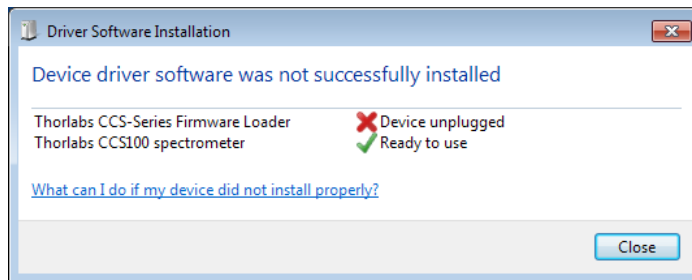 Driver Software Installation
Device driver software was not successfully installed
Thorlabs CCS-Series Firmware Loader Device unplugged
Thorlabs CCS100 spectrometer Ready to use
What can I do if my device did not install properly?
Close